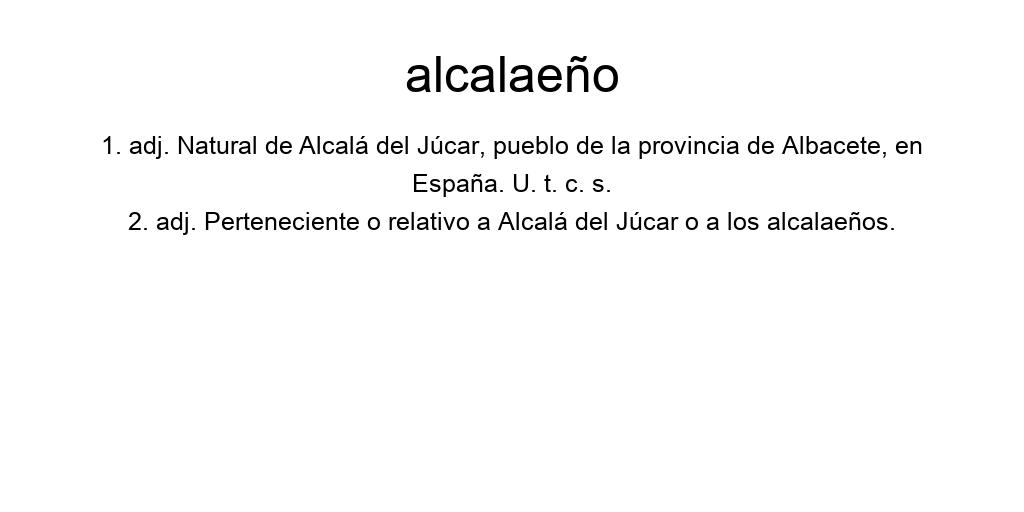 alcalaeño
1. adj. Natural de Alcalá del Júcar, pueblo de la provincia de Albacete, en
España. U. t. c. s.
2. adj. Perteneciente o relativo a Alcalá del Júcar o a los alcalaeños.